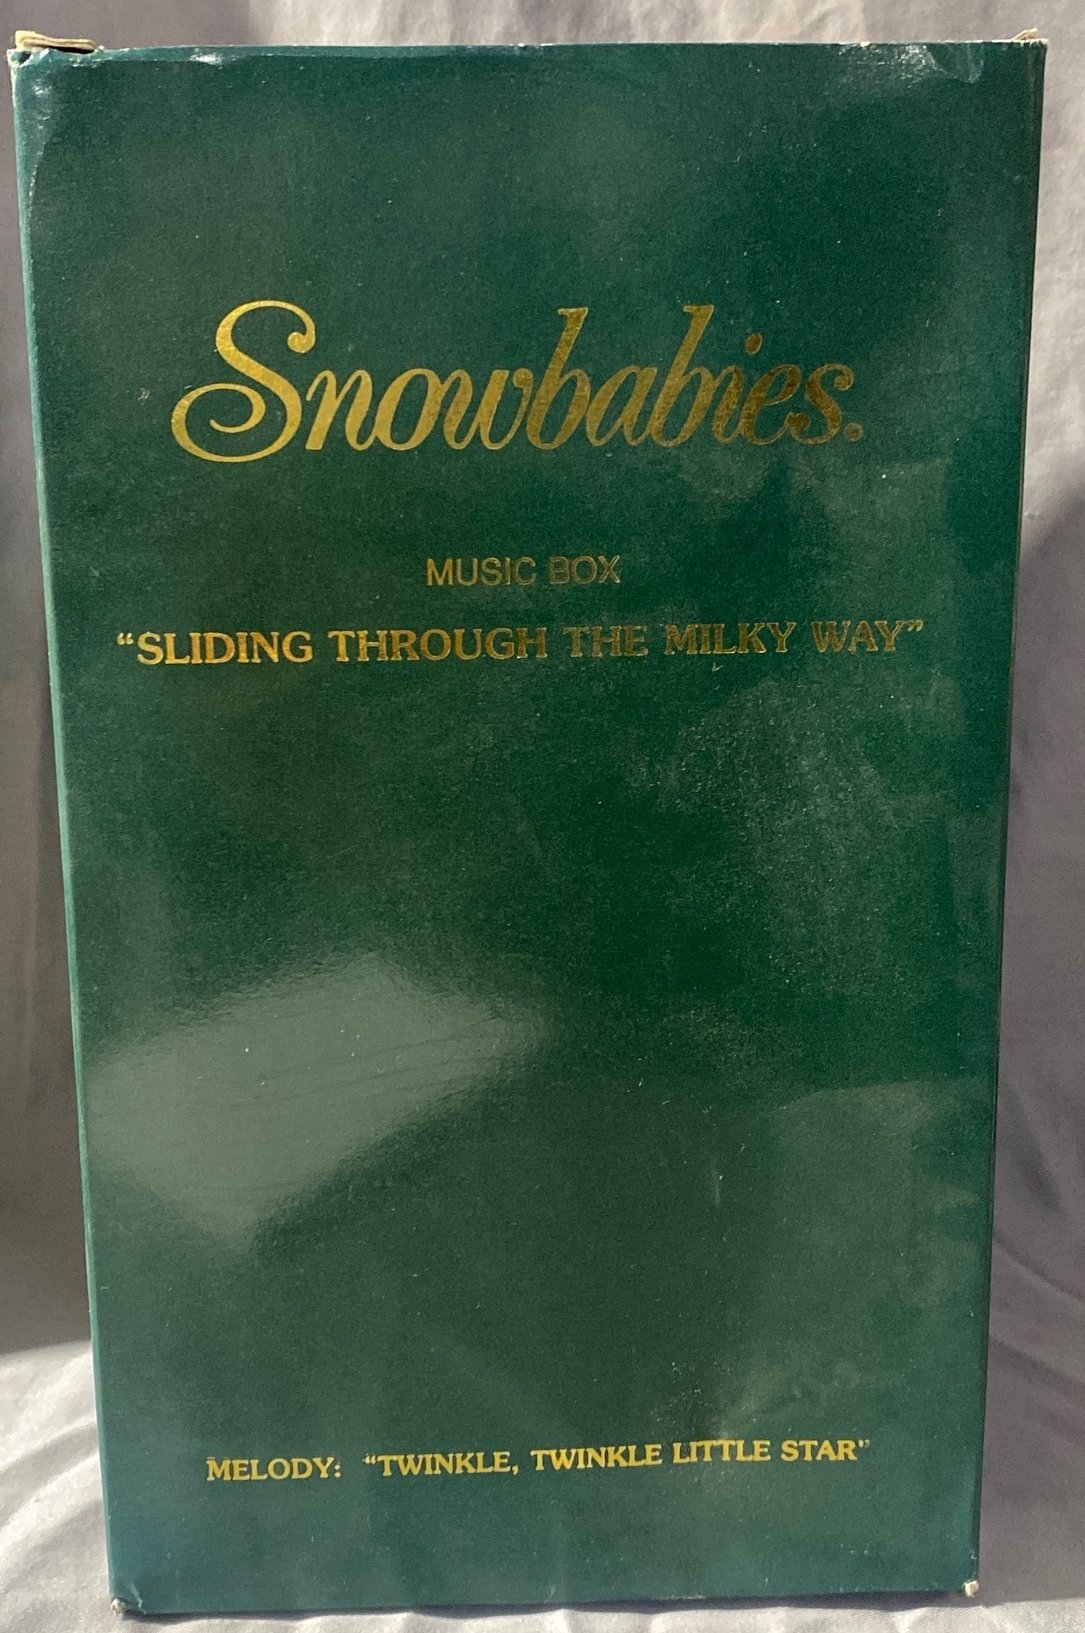 Snowbabies®
MUSIC BOX
“SLIDING THROUGH THE MILKY WAY”
MELODY: “TWINKLE, TWINKLE LITTLE STAR”